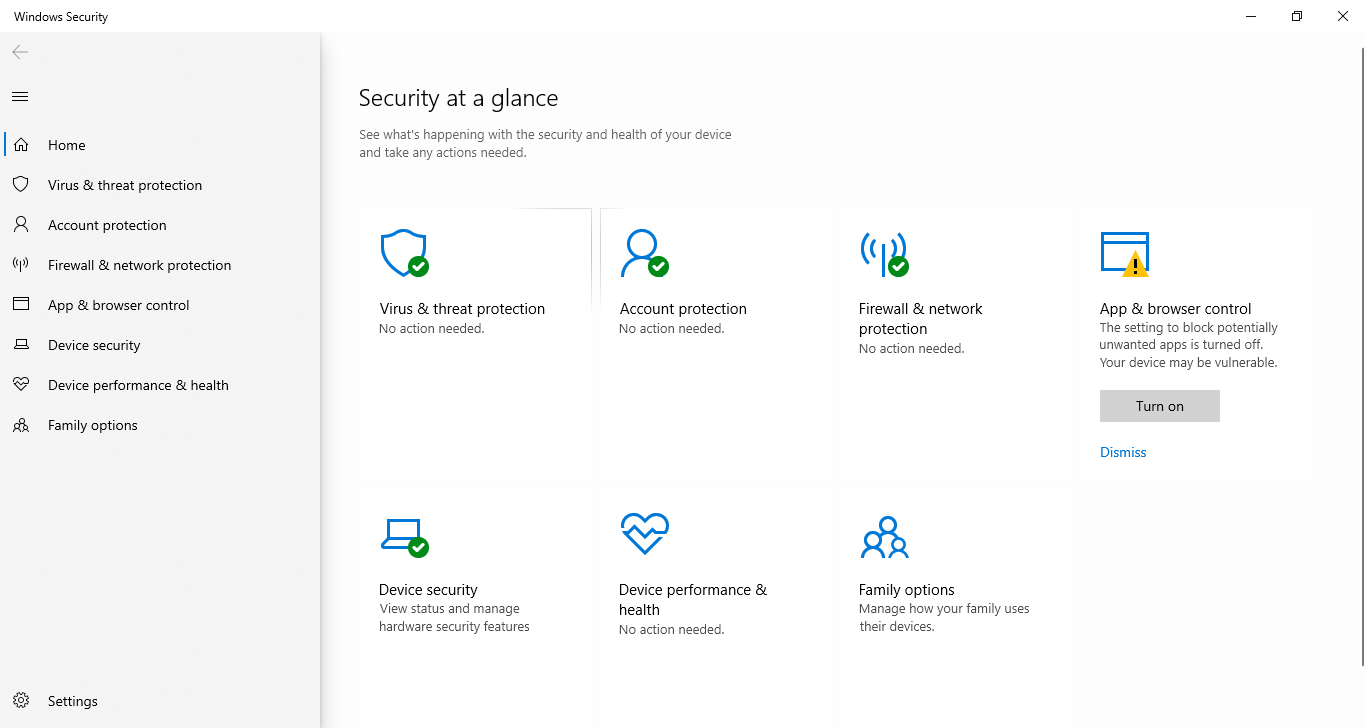 Windows Security
Home
Virus & threat protection
Account protection
Firewall & network protection
App & browser control
Device security
Device performance & health
Family options
Settings
Security at a glance
See what's happening with the security and health of your device
and take any actions needed.
Virus & threat protection
No action needed.
Account protection
No action needed.
Firewall & network
protection
No action needed.
App & browser control
The setting to block potentially
unwanted apps is turned off.
Your device may be vulnerable.
Turn on
Dismiss
Device security
View status and manage
hardware security features
Device performance &
health
No action needed.
Family options
Manage how your family uses
their devices.